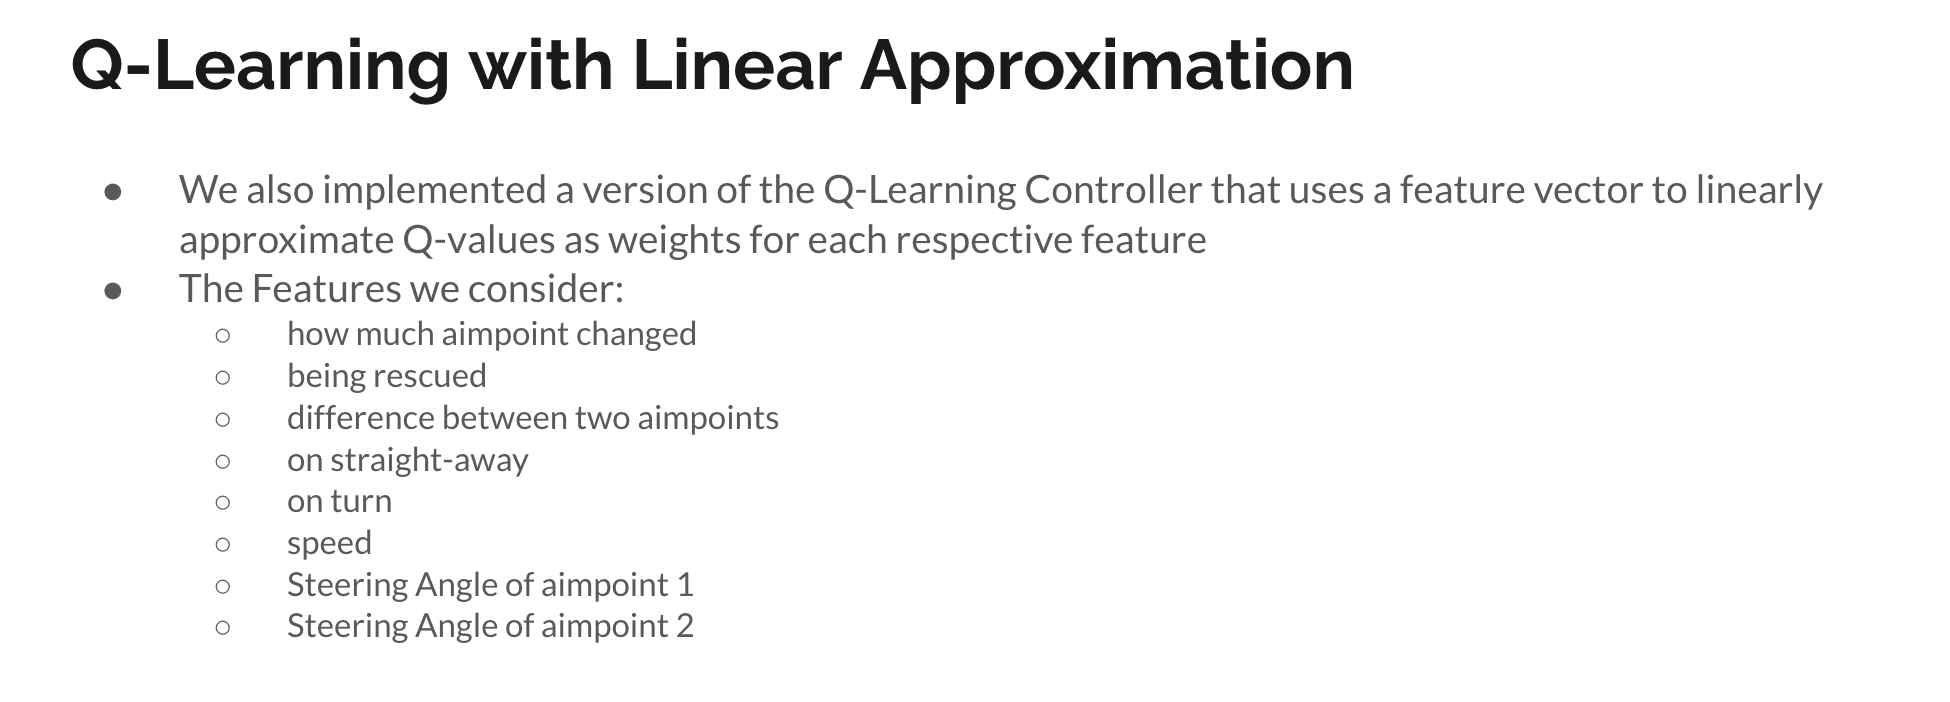 Q-Learning with Linear Approximation
● We also implemented a version of the Q-Learning Controller that uses a feature vector to linearly
approximate Q-values as weights for each respective feature
● The Features we consider:
○ how much aimpoint changed
○ being rescued
○ difference between two aimpoints
○ on straight-away
○ on turn
○ speed
○ Steering Angle of aimpoint 1
○ Steering Angle of aimpoint 2